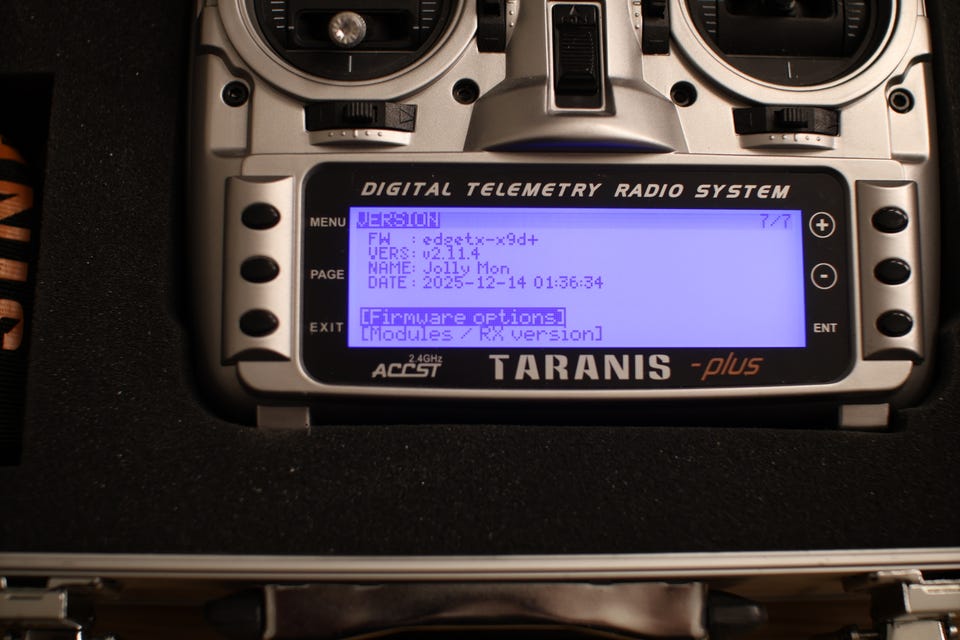 DIGITAL TELEMETRY RADIO SYSTEM
MENU
PAGE
EXIT
VERSION 7/7
FW : edgetx-x9d+
VERS: v2.11.4
NAME: Jolly Mon
DATE: 2025-12-14 01:36:34
[Firmware options]
[Modules / RX version]
+
-
ENT
2.4GHz
ACCST
TARANIS -plus